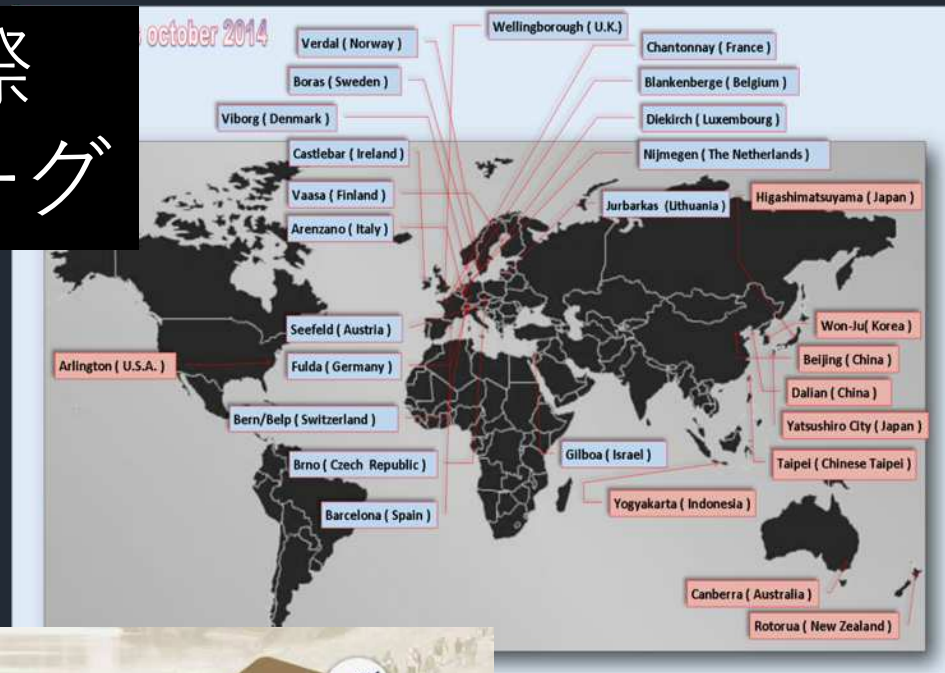 祭
ーグ
october 2014
Wellingborough ( U.K.)
Verdal ( Norway )
Chantonnay ( France )
Boras ( Sweden )
Blankenberge ( Belgium )
Viborg ( Denmark )
Diekirch ( Luxembourg )
Castlebar ( Ireland )
Nijmegen ( The Netherlands )
Vaasa ( Finland )
Jurbarkas (Lithuania )
Higashimatsuyama ( Japan )
Arenzano ( Italy )
Seefeld ( Austria )
Won-Ju( Korea )
Arlington ( U.S.A. )
Fulda ( Germany )
Beijing ( China )
Dalian ( China )
Bern/Belp ( Switzerland )
Yatsushiro City ( Japan )
Brno ( Czech Republic )
Gilboa ( Israel )
Taipei ( Chinese Taipei )
Barcelona ( Spain )
Yogyakarta ( Indonesia )
Canberra ( Australia )
Rotorua ( New Zealand )